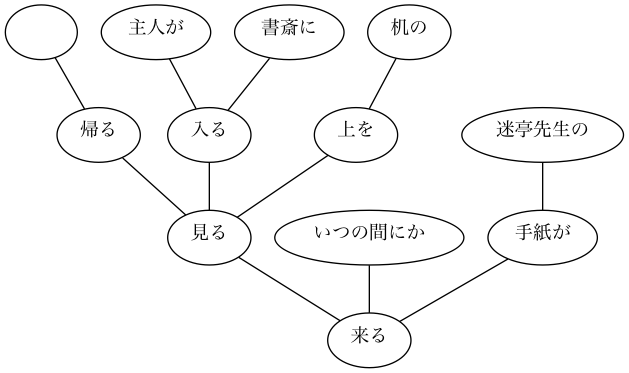 主人が 書斎に 机の
帰る 入る 上を 迷亭先生の
見る いつの間にか 手紙が
来る